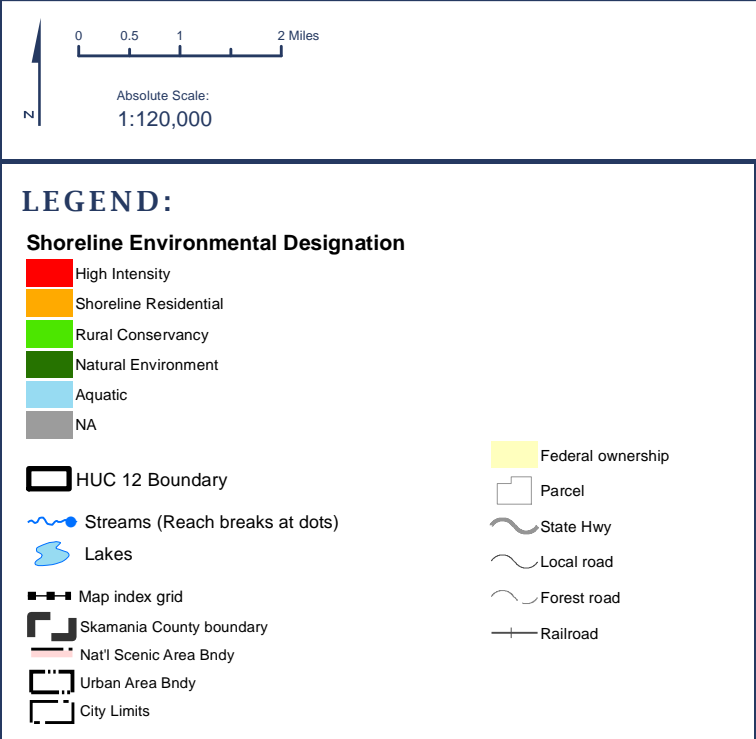 0 0.5 1 2 Miles
Absolute Scale:
1:120,000
N
LEGEND:
Shoreline Environmental Designation
High Intensity
Shoreline Residential
Rural Conservancy
Natural Environment
Aquatic
NA
HUC 12 Boundary
Streams (Reach breaks at dots)
Lakes
Map index grid
Skamania County boundary
Nat'l Scenic Area Bndy
Urban Area Bndy
City Limits
Federal ownership
Parcel
State Hwy
Local road
Forest road
Railroad